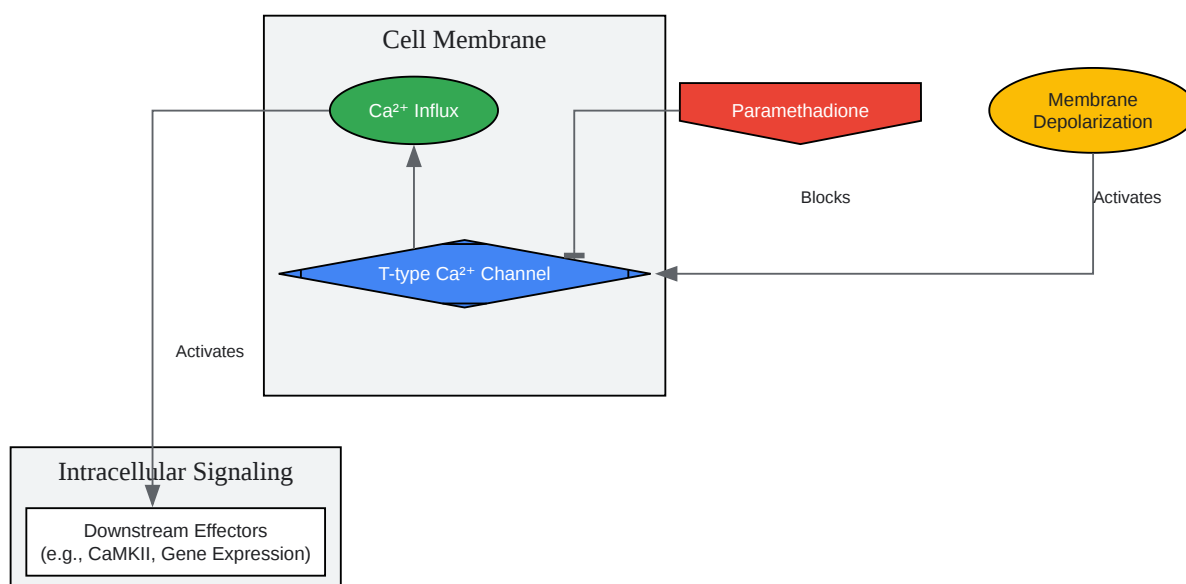 Cell Membrane
Ca²⁺ Influx
Paramethadione
Membrane
Depolarization
Blocks
Activates
T-type Ca²⁺ Channel
Activates
Intracellular Signaling
Downstream Effectors
(e.g., CaMKII, Gene Expression)